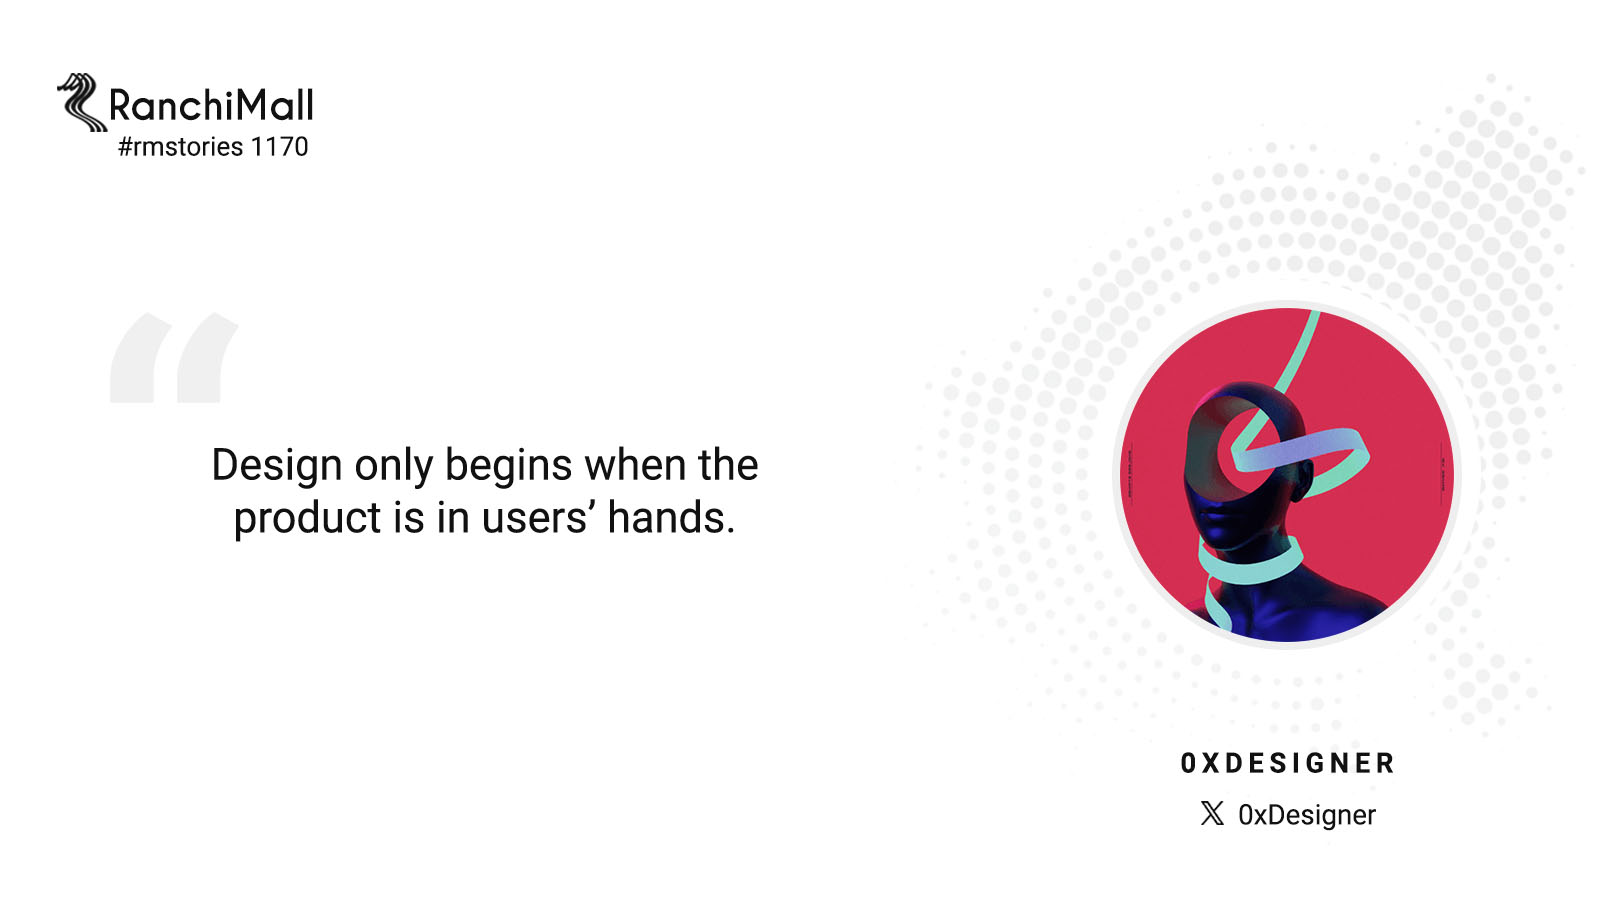 RanchiMall
#rmstories 1170
“
Design only begins when the
product is in users’ hands.
0XDESIGNER
𝕏 0xDesigner